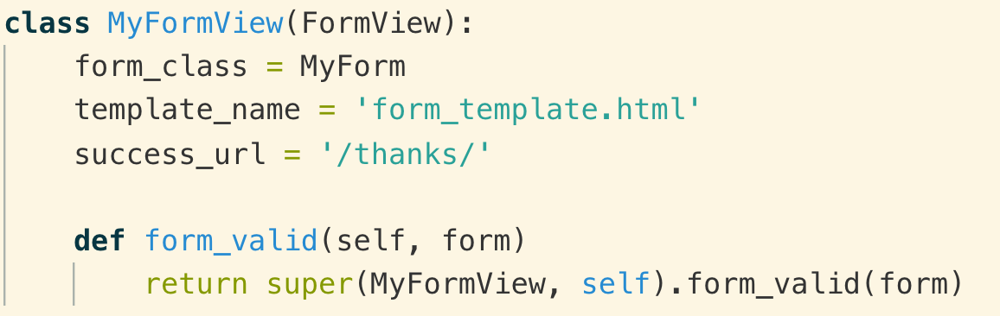 class MyFormView(FormView):
    form_class = MyForm
    template_name = 'form_template.html'
    success_url = '/thanks/'

    def form_valid(self, form)
        return super(MyFormView, self).form_valid(form)